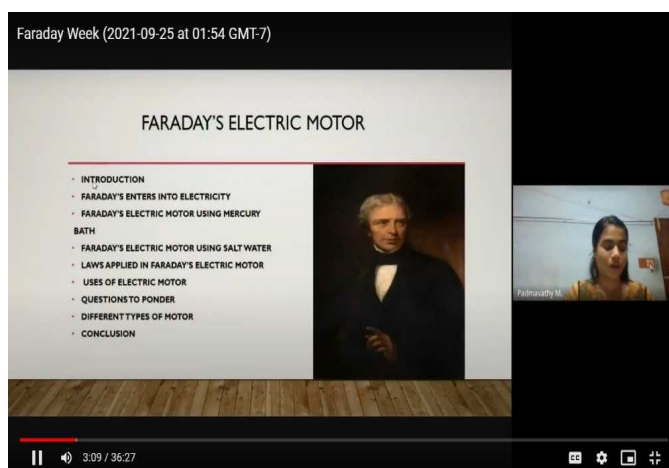 Faraday Week (2021-09-25 at 01:54 GMT-7)
FARADAY'S ELECTRIC MOTOR
• INTRODUCTION
• FARADAY'S ENTERS INTO ELECTRICITY
• FARADAY'S ELECTRIC MOTOR USING MERCURY
BATH
• FARADAY'S ELECTRIC MOTOR USING SALT WATER
• LAWS APPLIED IN FARADAY'S ELECTRIC MOTOR
• USES OF ELECTRIC MOTOR
• QUESTIONS TO PONDER
• DIFFERENT TYPES OF MOTOR
• CONCLUSION
Padmavathy M.
3:09 / 36:27
CC